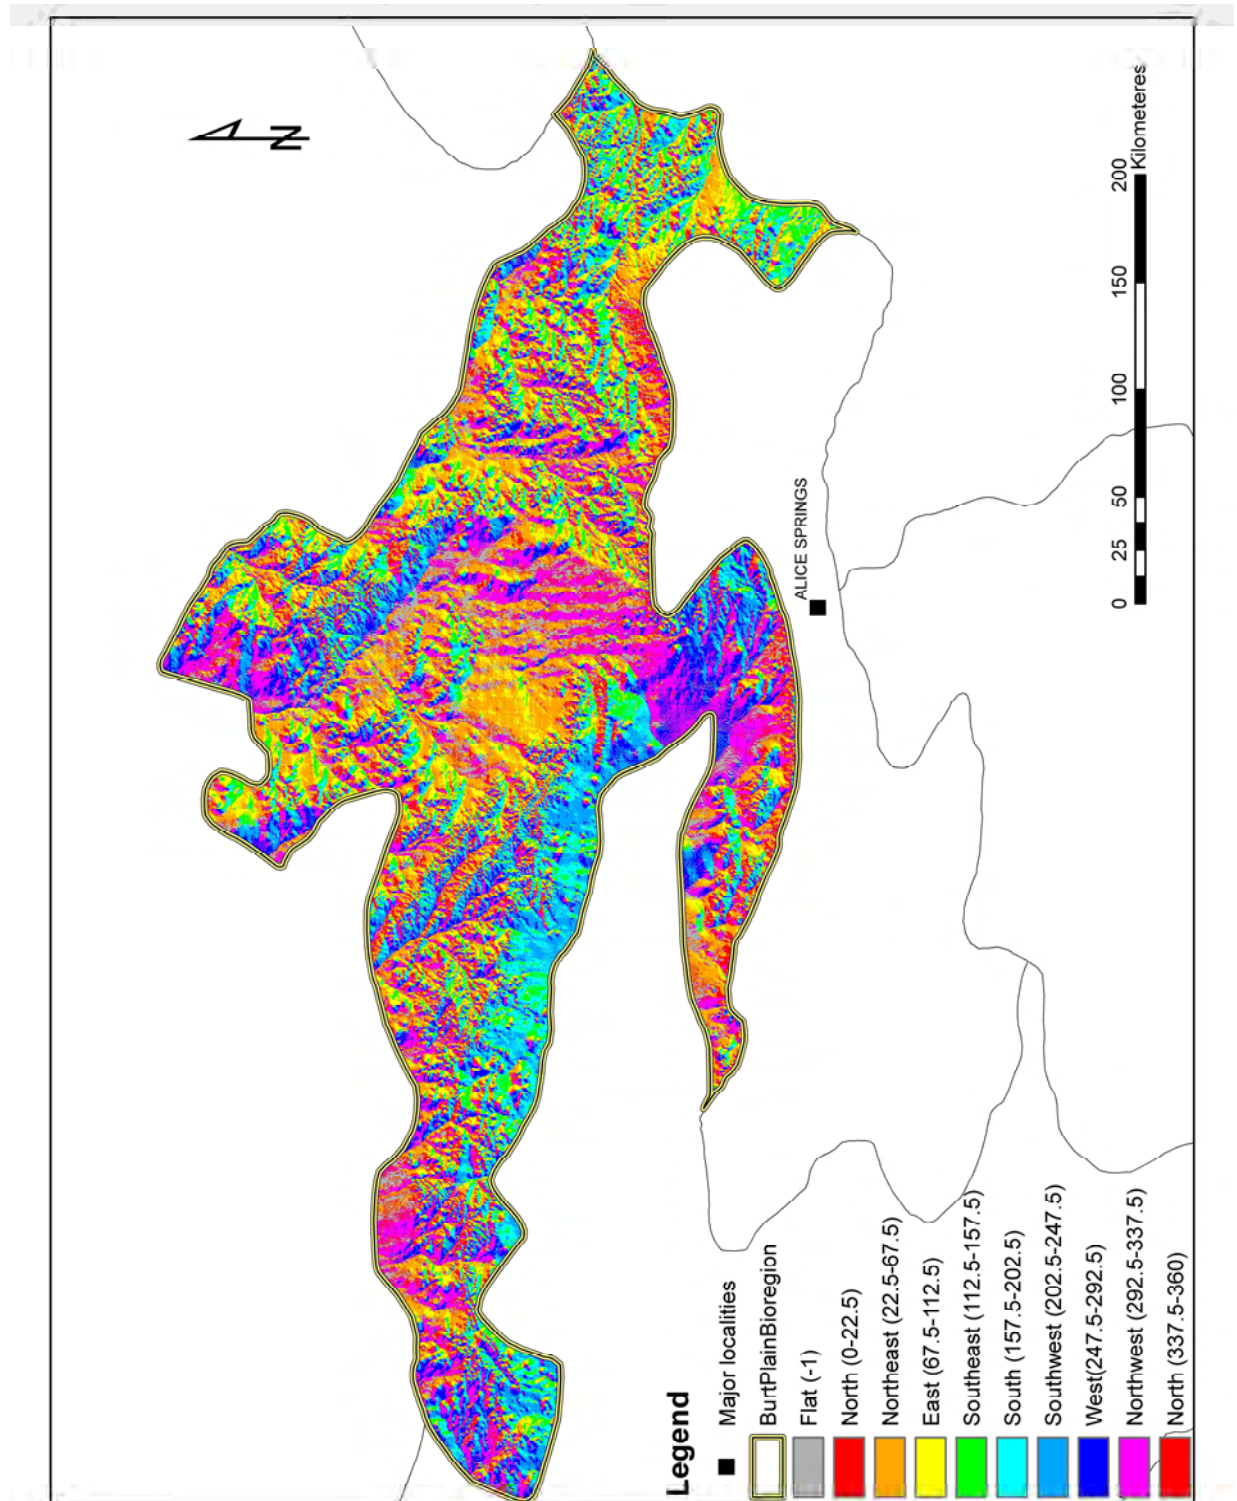 N
ALICE SPRINGS
0 25 50 100 150 200
Kilometeres
Legend
Major localities
BurtPlainBioregion
Flat (-1)
North (0-22.5)
Northeast (22.5-67.5)
East (67.5-112.5)
Southeast (112.5-157.5)
South (157.5-202.5)
Southwest (202.5-247.5)
West(247.5-292.5)
Northwest (292.5-337.5)
North (337.5-360)